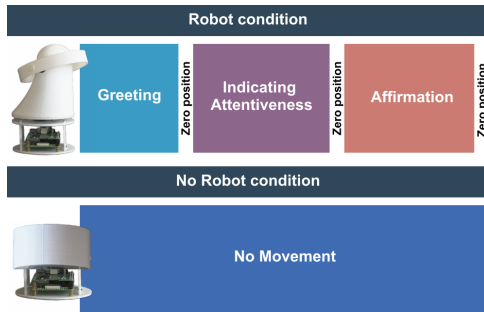 Robot condition
Greeting
Zero position
Indicating
Attentiveness
Zero position
Affirmation
Zero position
No Robot condition
No Movement